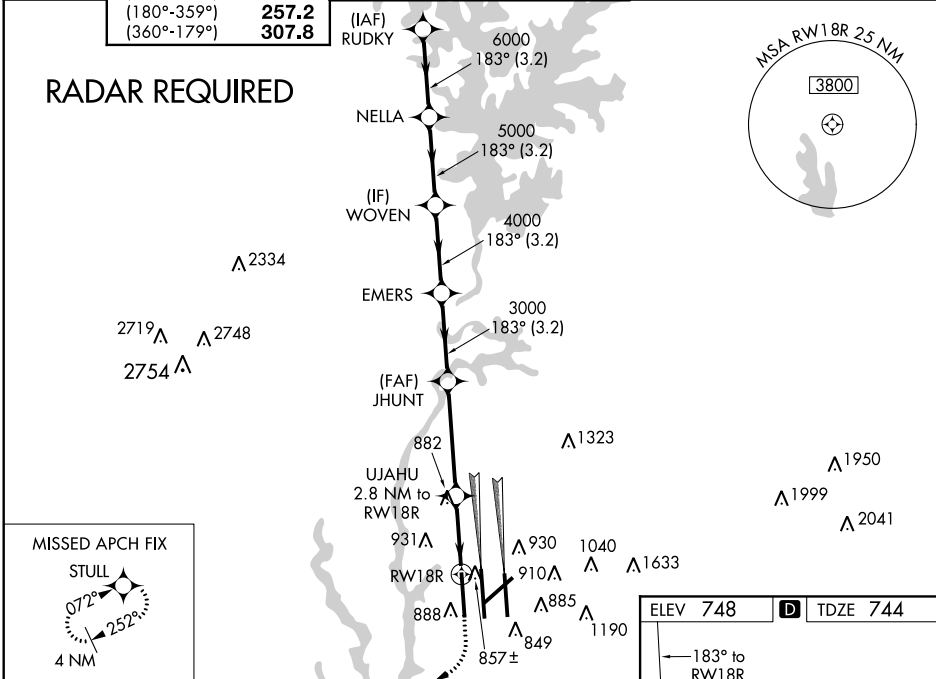 (180°-359°) 257.2
(360°-179°) 307.8
RADAR REQUIRED
(IAF)
RUDKY
6000
183° (3.2)
NELLA
5000
183° (3.2)
(IF)
WOVEN
4000
183° (3.2)
EMERS
3000
183° (3.2)
(FAF)
JHUNT
MSA RW18R 25 NM
3800
2334
2719
2748
2754
1323
882
UJAHU
2.8 NM to
RW18R
1950
1999
2041
931
930
1040
RW18R
910
1633
888
885
1190
849
857±
MISSED APCH FIX
STULL
072°
252°
4 NM
ELEV 748 D TDZE 744
183° to
RW18R